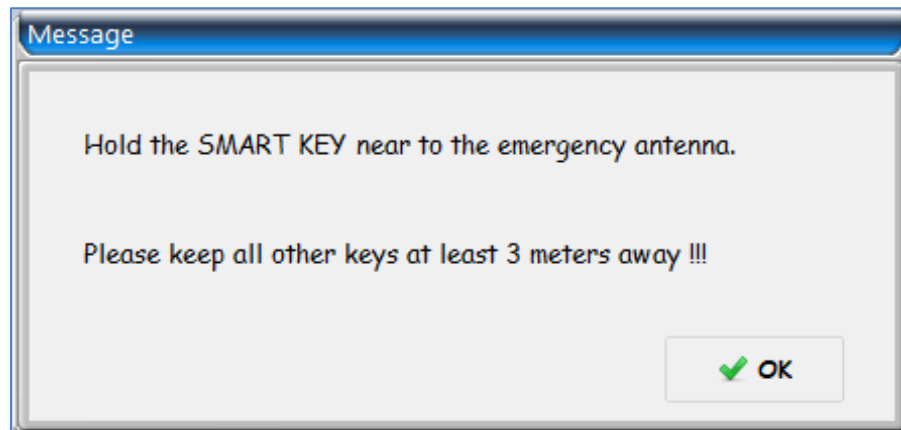 Message
Hold the SMART KEY near to the emergency antenna.
Please keep all other keys at least 3 meters away !!!
OK